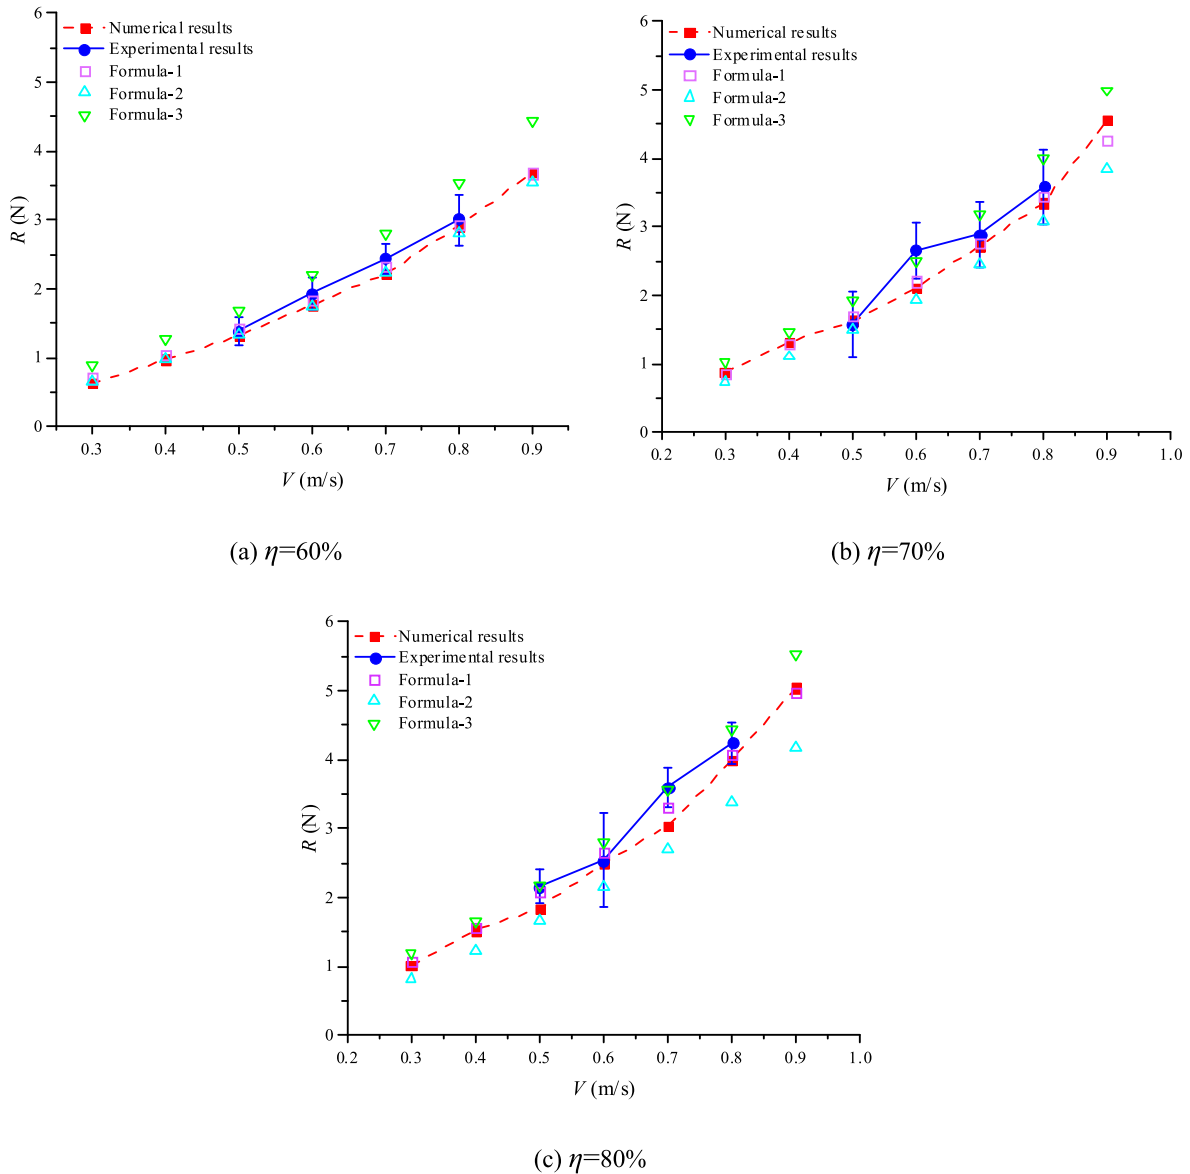 6
5
4
3
2
1
0
R (N)
Numerical results
Experimental results
Formula-1
Formula-2
Formula-3
0.3 0.4 0.5 0.6 0.7 0.8 0.9
V (m/s)
(a) η=60%
6
5
4
3
2
1
0
R (N)
Numerical results
Experimental results
Formula-1
Formula-2
Formula-3
0.2 0.3 0.4 0.5 0.6 0.7 0.8 0.9 1.0
V (m/s)
(b) η=70%
6
5
4
3
2
1
0
R (N)
Numerical results
Experimental results
Formula-1
Formula-2
Formula-3
0.2 0.3 0.4 0.5 0.6 0.7 0.8 0.9 1.0
V (m/s)
(c) η=80%